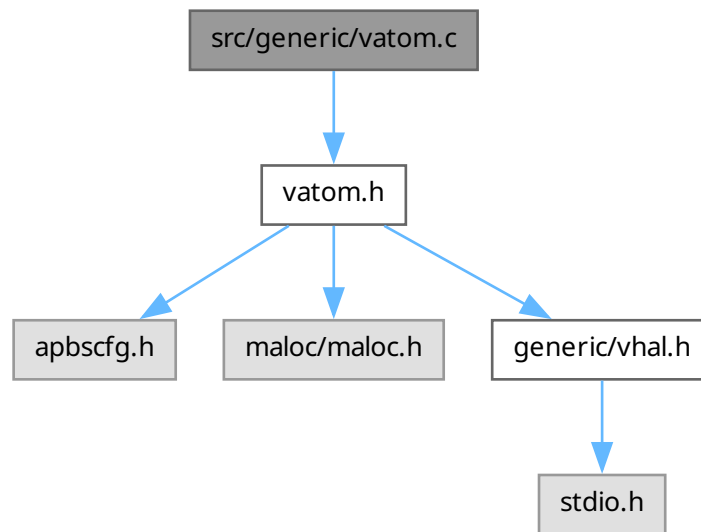 src/generic/vatom.c
vatom.h
apbscfg.h
maloc/maloc.h
generic/vhal.h
stdio.h